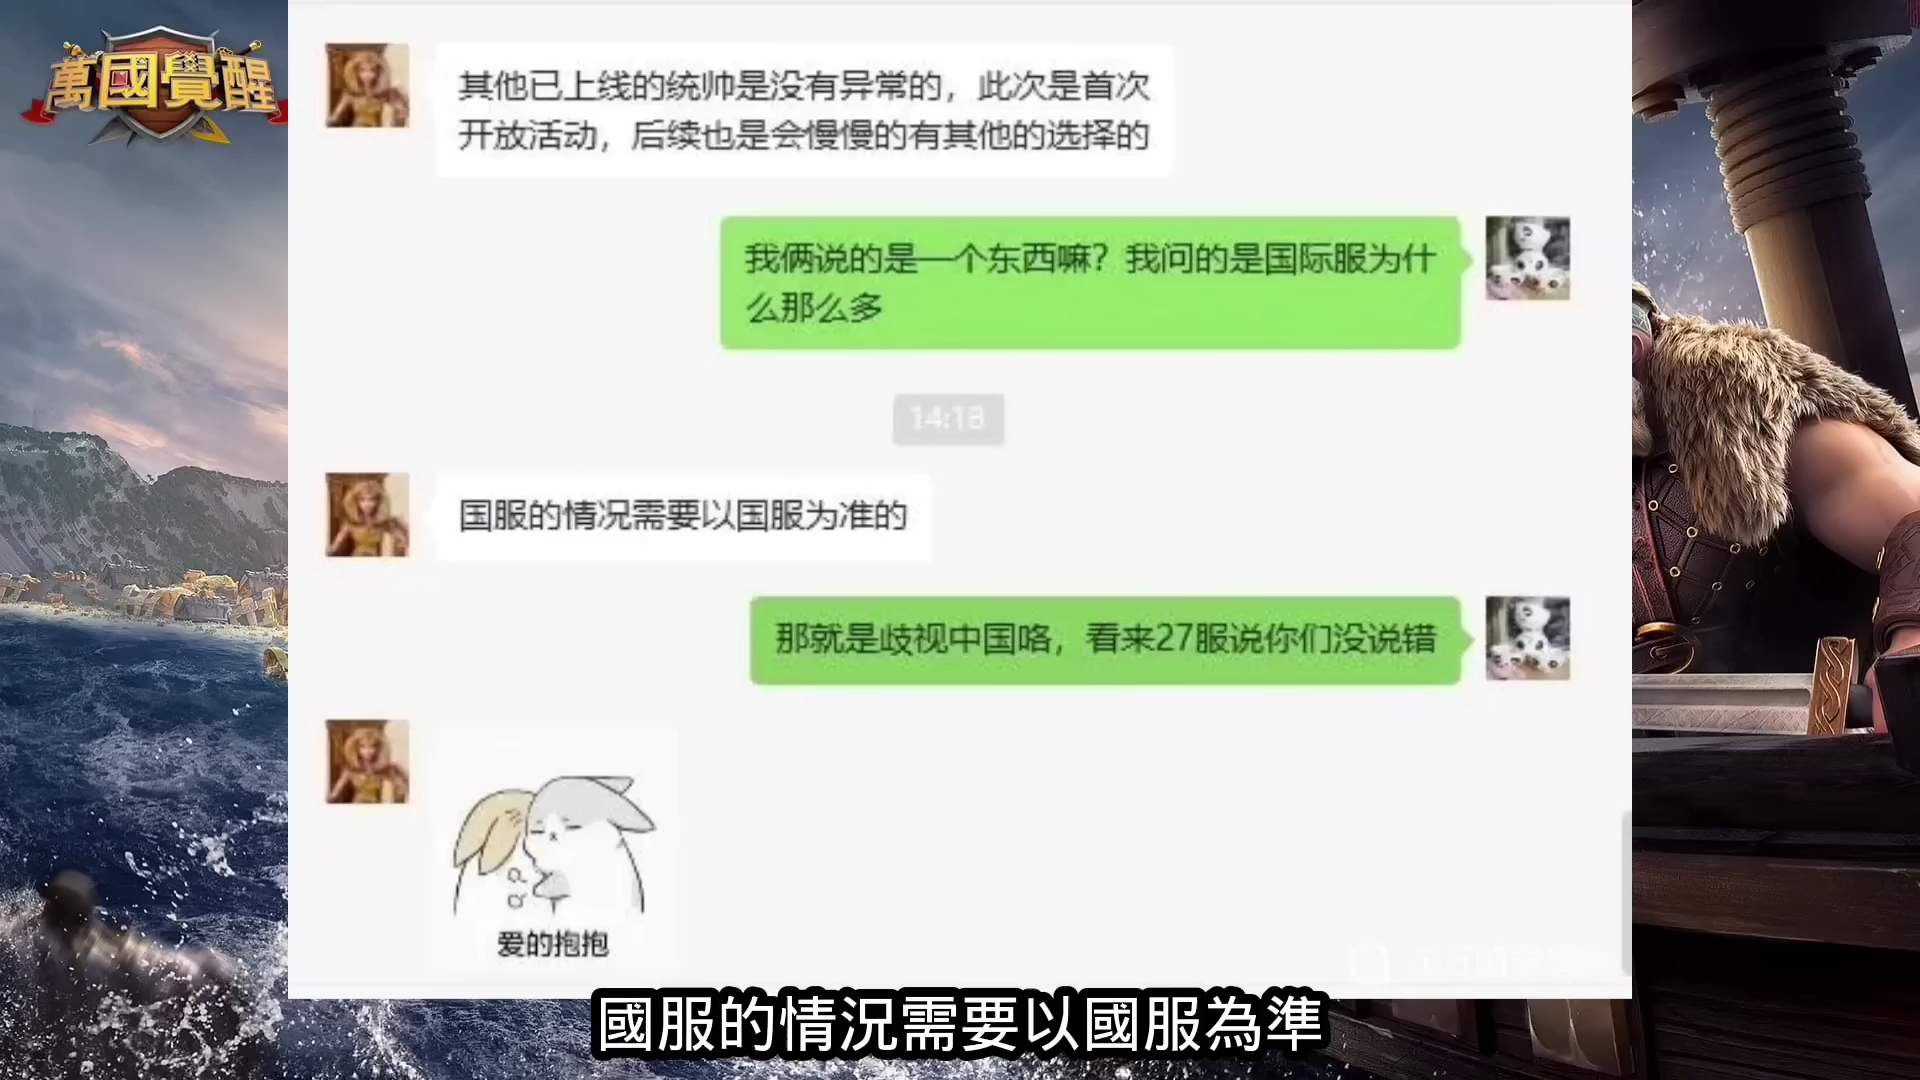 萬國覺醒
其他已上线的统帅是没有异常的，此次是首次
开放活动，后续也是会慢慢的有其他的选择的
我俩说的是一个东西嘛？我问的是国际服为什
么那么多
14:18
国服的情况需要以国服为准的
那就是歧视中国咯，看来27服说你们没说错
爱的抱抱
國服的情況需要以國服為準